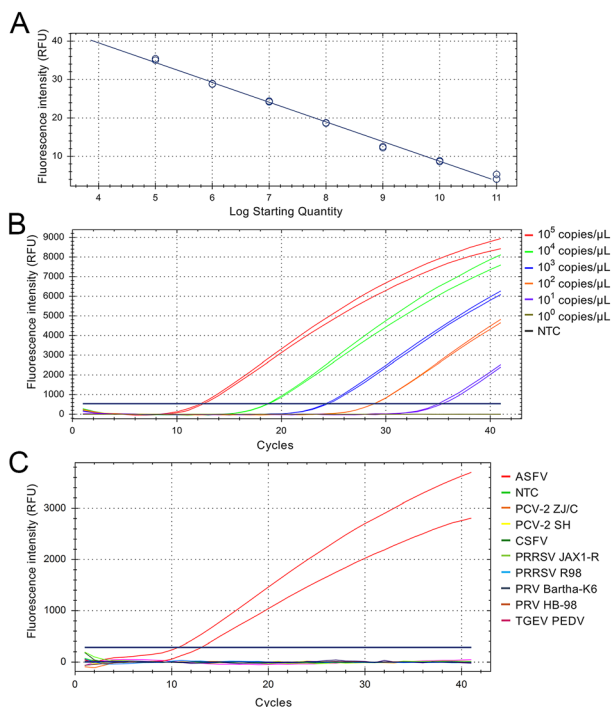 A
Fluorescence intensity (RFU)
40
30
20
10
4 5 6 7 8 9 10 11
Log Starting Quantity
B
Fluorescence intensity (RFU)
9000
8000
7000
6000
5000
4000
3000
2000
1000
0
0 10 20 30 40
Cycles
10⁵ copies/µL
10⁴ copies/µL
10³ copies/µL
10² copies/µL
10¹ copies/µL
10⁰ copies/µL
NTC
C
Fluorescence intensity (RFU)
3000
2000
1000
0
0 10 20 30 40
Cycles
ASFV
NTC
PCV-2 ZJ/C
PCV-2 SH
CSFV
PRRSV JAX1-R
PRRSV R98
PRV Bartha-K6
PRV HB-98
TGEV PEDV